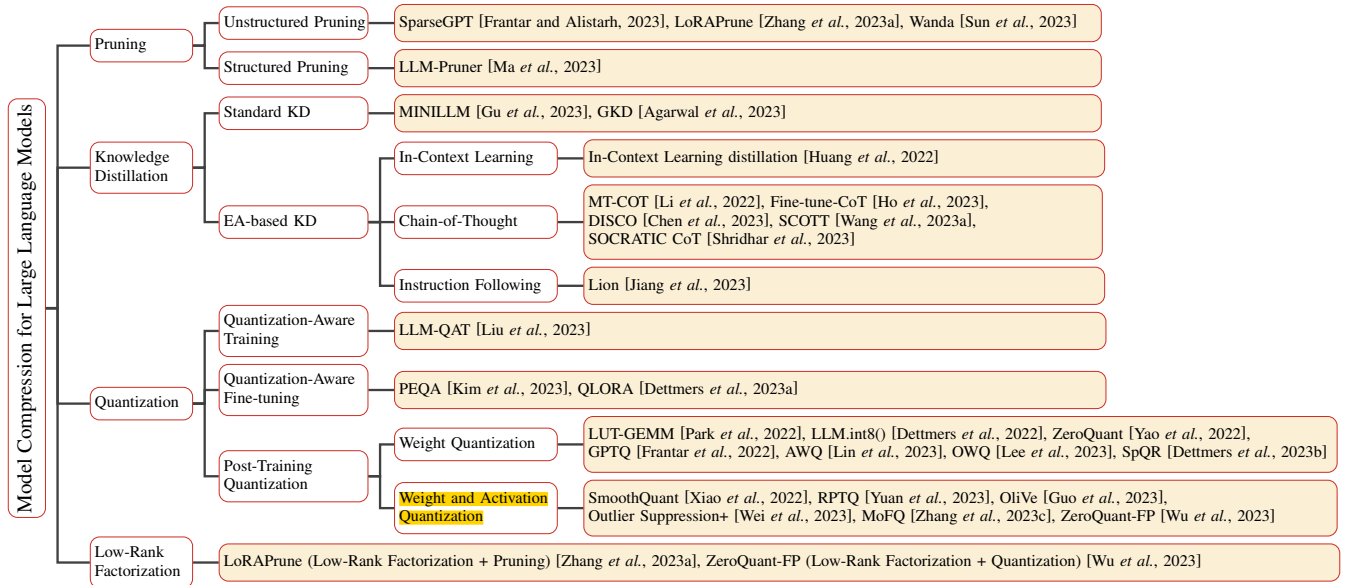 Model Compression for Large Language Models
Pruning
Unstructured Pruning
SparseGPT [Frantar and Alistarh, 2023], LoRAPrune [Zhang et al., 2023a], Wanda [Sun et al., 2023]
Structured Pruning
LLM-Pruner [Ma et al., 2023]
Knowledge
Distillation
Standard KD
MINILLM [Gu et al., 2023], GKD [Agarwal et al., 2023]
EA-based KD
In-Context Learning
In-Context Learning distillation [Huang et al., 2022]
Chain-of-Thought
MT-COT [Li et al., 2022], Fine-tune-CoT [Ho et al., 2023],
DISCO [Chen et al., 2023], SCOTT [Wang et al., 2023a],
SOCRATIC CoT [Shridhar et al., 2023]
Instruction Following
Lion [Jiang et al., 2023]
Quantization
Quantization-Aware
Training
LLM-QAT [Liu et al., 2023]
Quantization-Aware
Fine-tuning
PEQA [Kim et al., 2023], QLORA [Dettmers et al., 2023a]
Post-Training
Quantization
Weight Quantization
LUT-GEMM [Park et al., 2022], LLM.int8() [Dettmers et al., 2022], ZeroQuant [Yao et al., 2022],
GPTQ [Frantar et al., 2022], AWQ [Lin et al., 2023], OWQ [Lee et al., 2023], SpQR [Dettmers et al., 2023b]
Weight and Activation
Quantization
SmoothQuant [Xiao et al., 2022], RPTQ [Yuan et al., 2023], OliVe [Guo et al., 2023],
Outlier Suppression+ [Wei et al., 2023], MoFQ [Zhang et al., 2023c], ZeroQuant-FP [Wu et al., 2023]
Low-Rank
Factorization
LoRAPrune (Low-Rank Factorization + Pruning) [Zhang et al., 2023a], ZeroQuant-FP (Low-Rank Factorization + Quantization) [Wu et al., 2023]